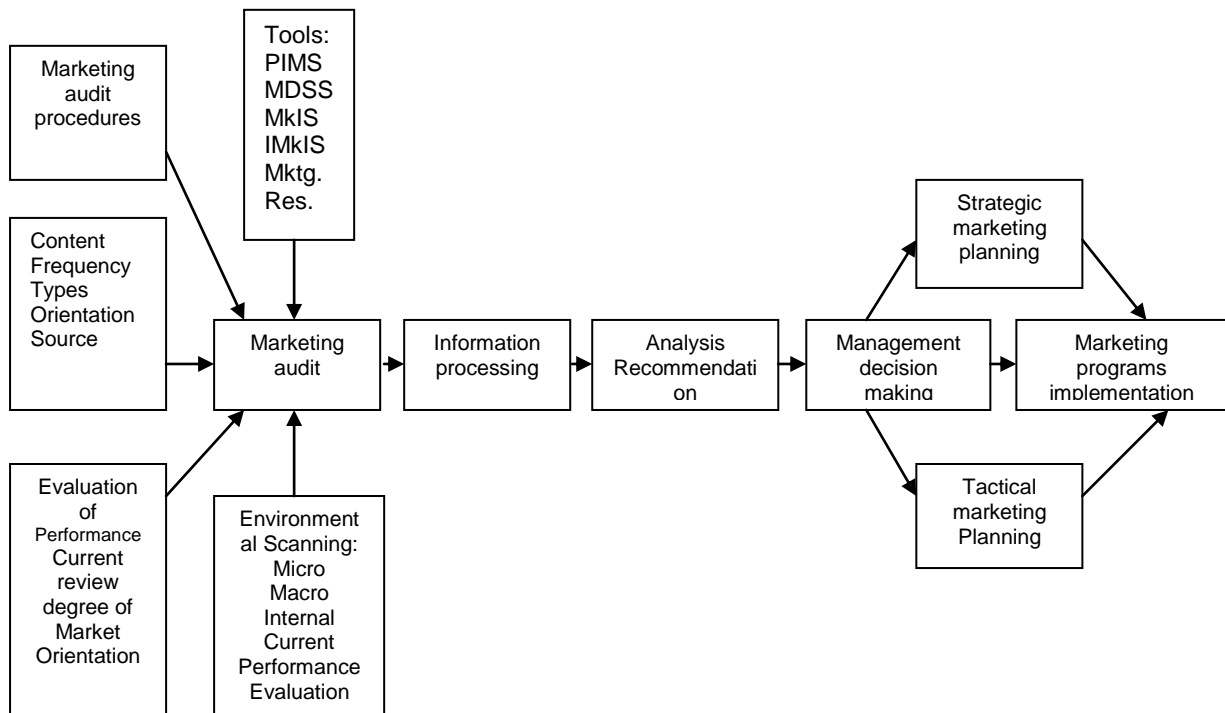 Marketing
audit
procedures
Tools:
PIMS
MDSS
MkIS
IMkIS
Mktg.
Res.
Content
Frequency
Types
Orientation
Source
Marketing
audit
Information
processing
Analysis
Recommendati
on
Management
decision
making
Strategic
marketing
planning
Marketing
programs
implementation
Tactical
marketing
Planning
Evaluation
of
Performance
Current
review
degree of
Market
Orientation
Environment
al Scanning:
Micro
Macro
Internal
Current
Performance
Evaluation